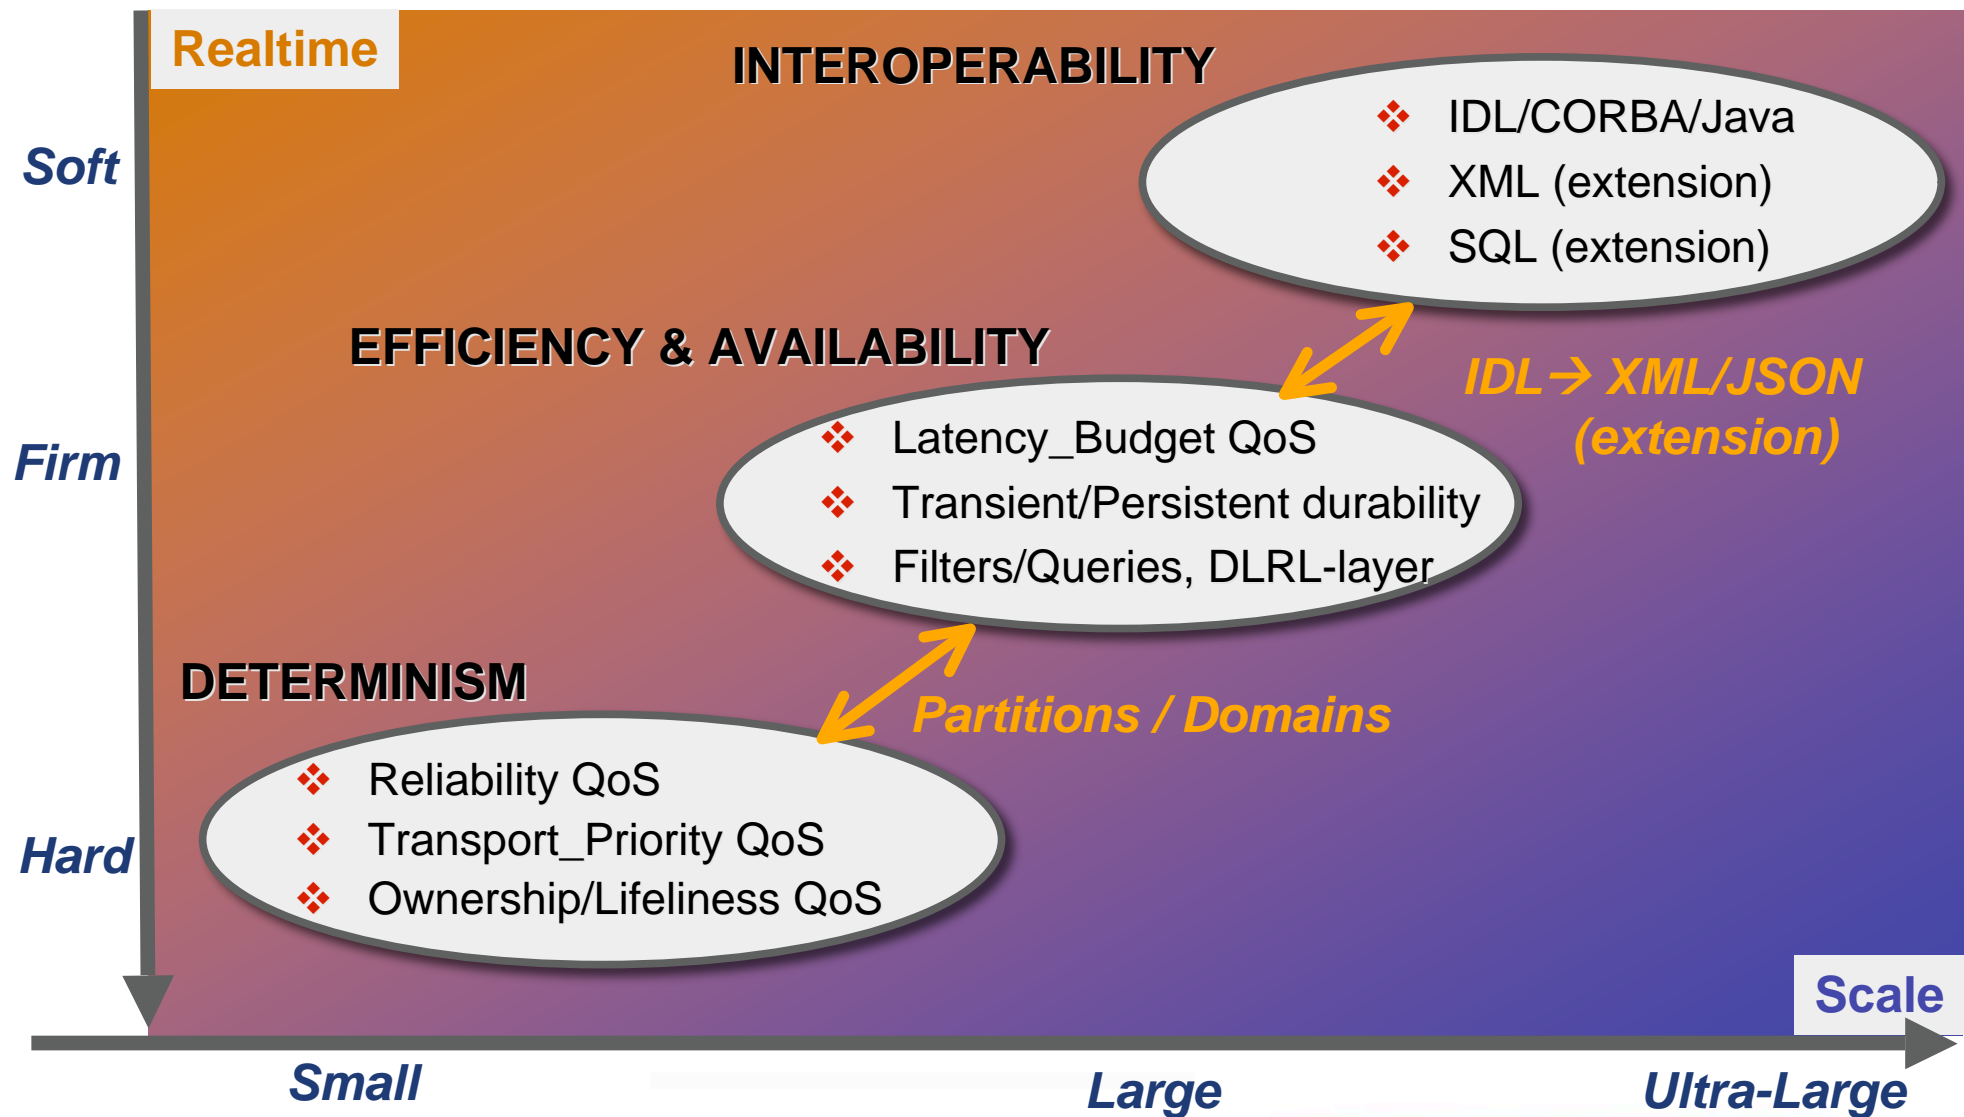 Realtime
INTEROPERABILITY
IDL/CORBA/Java
XML (extension)
SQL (extension)
Soft
EFFICIENCY & AVAILABILITY
IDL→ XML/JSON
(extension)
Latency_Budget QoS
Transient/Persistent durability
Filters/Queries, DLRL-layer
Firm
DETERMINISM
Partitions / Domains
Reliability QoS
Transport_Priority QoS
Ownership/Lifeliness QoS
Hard
Scale
Small
Large
Ultra-Large